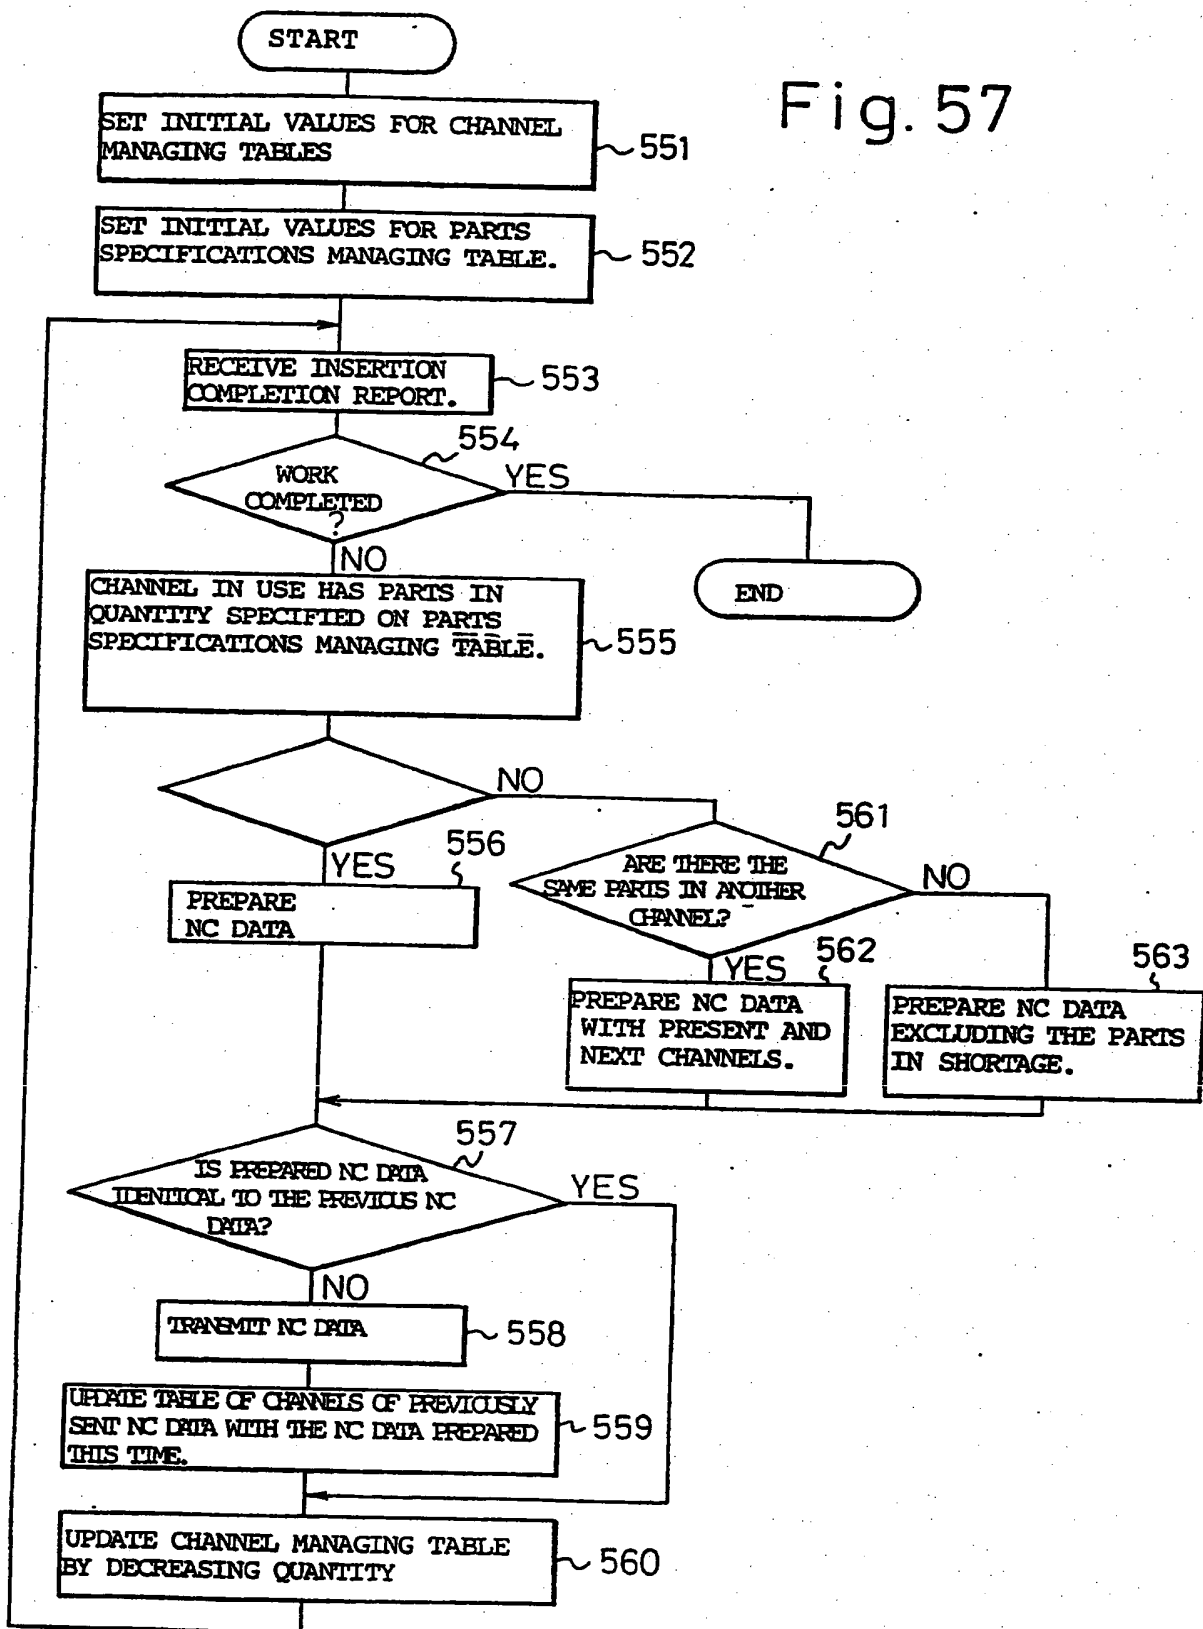 START
Fig. 57
SET INITIAL VALUES FOR CHANNEL
MANAGING TABLES
551
SET INITIAL VALUES FOR PARTS
SPECIFICATIONS MANAGING TABLE.
552
RECEIVE INSERTION
COMPLETION REPORT.
553
554
WORK
COMPLETED
?
YES
NO
END
CHANNEL IN USE HAS PARTS IN
QUANTITY SPECIFIED ON PARTS
SPECIFICATIONS MANAGING TABLE.
555
NO
YES
556
PREPARE
NC DATA
561
ARE THERE THE
SAME PARTS IN ANOTHER
CHANNEL?
NO
YES
562
PREPARE NC DATA
WITH PRESENT AND
NEXT CHANNELS.
563
PREPARE NC DATA
EXCLUDING THE PARTS
IN SHORTAGE.
557
IS PREPARED NC DATA
IDENTICAL TO THE PREVIOUS NC
DATA?
YES
NO
TRANSMIT NC DATA
558
UPDATE TABLE OF CHANNELS OF PREVIOUSLY
SENT NC DATA WITH THE NC DATA PREPARED
THIS TIME.
559
UPDATE CHANNEL MANAGING TABLE
BY DECREASING QUANTITY
560